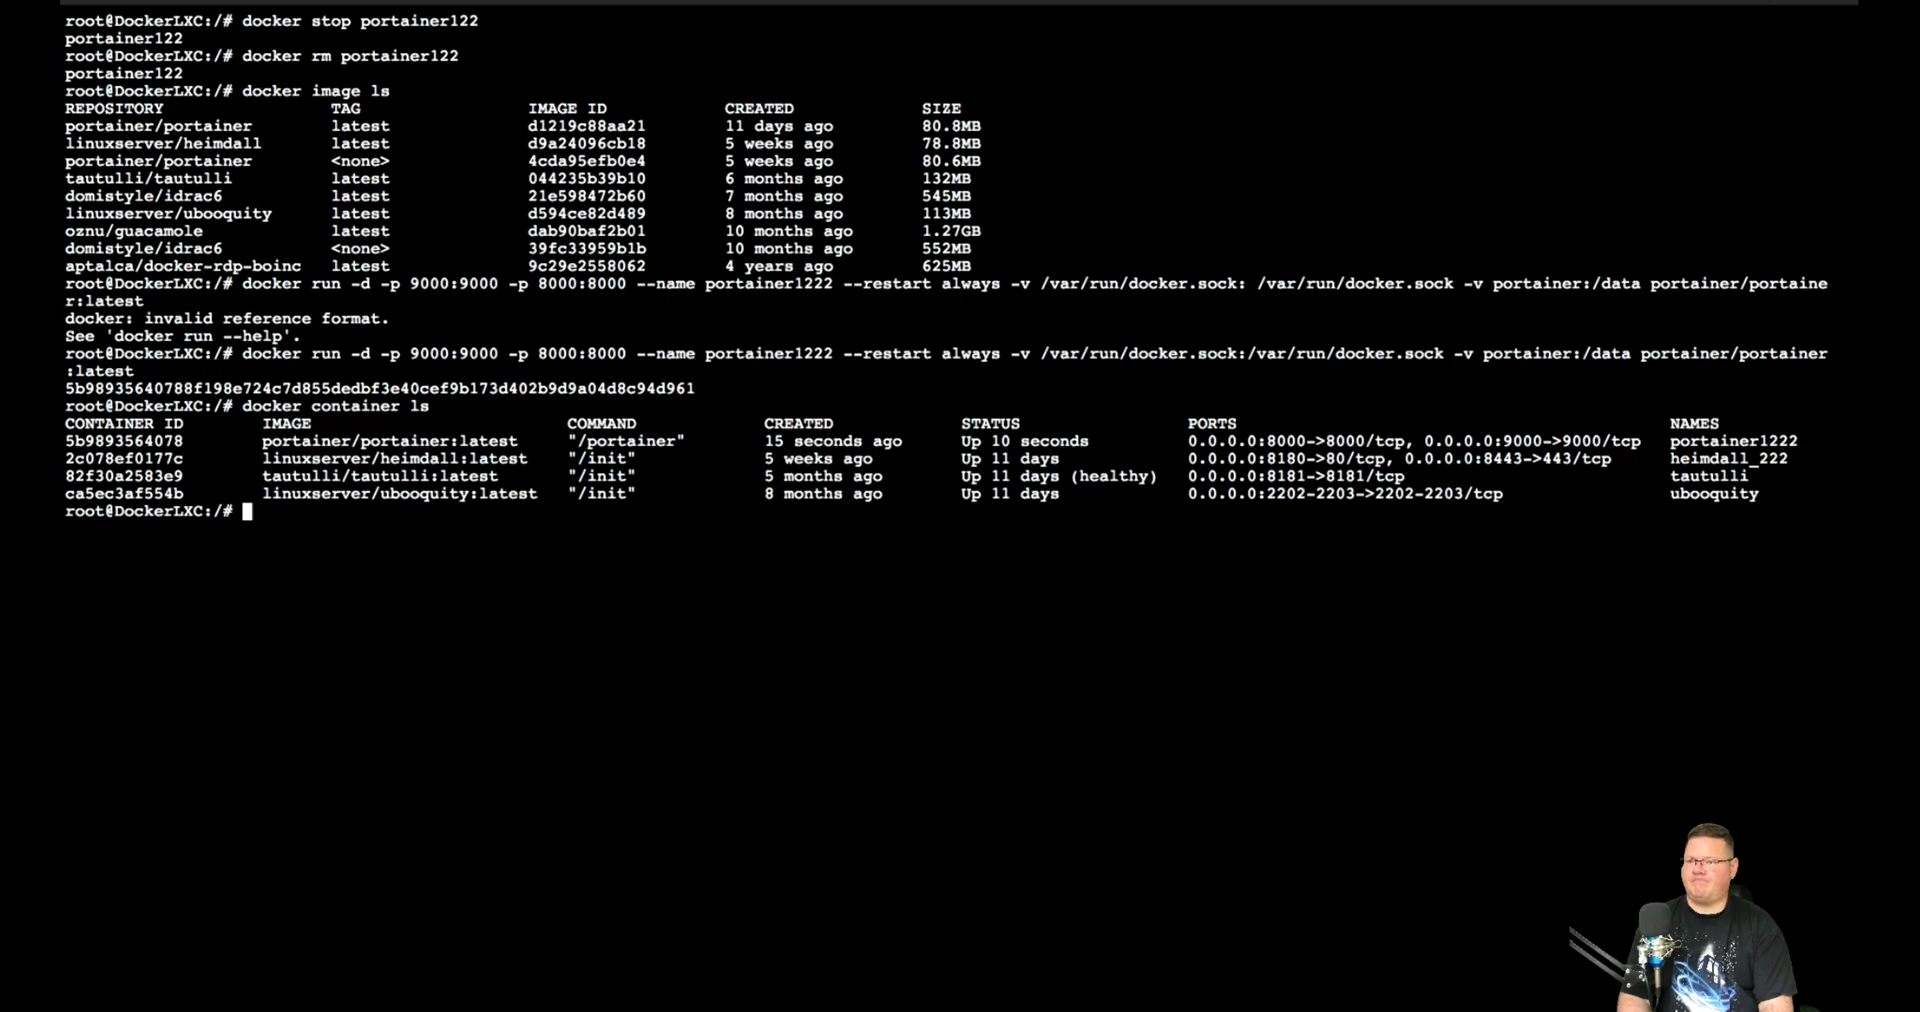 root@DockerLXC:/# docker stop portainer122
portainer122
root@DockerLXC:/# docker rm portainer122
portainer122
root@DockerLXC:/# docker image ls
REPOSITORY TAG IMAGE ID CREATED SIZE
portainer/portainer latest d1219c88aa21 11 days ago 80.8MB
linuxserver/heimdall latest d9a24096cb18 5 weeks ago 78.8MB
portainer/portainer <none> 4cda95efb0e4 5 weeks ago 80.6MB
tautulli/tautulli latest 044235b39b10 6 months ago 132MB
domistyle/idrac6 latest 21e598472b60 7 months ago 545MB
linuxserver/ubooquity latest d594ce82d489 8 months ago 113MB
oznu/guacamole latest dab90baf2b01 10 months ago 1.27GB
domistyle/idrac6 <none> 39fc33959b1b 10 months ago 552MB
aptalca/docker-rdp-boinc latest 9c29e2558062 4 years ago 625MB
root@DockerLXC:/# docker run -d -p 9000:9000 -p 8000:8000 --name portainer1222 --restart always -v /var/run/docker.sock: /var/run/docker.sock -v portainer:/data portainer/portaine
r:latest
docker: invalid reference format.
See 'docker run --help'.
root@DockerLXC:/# docker run -d -p 9000:9000 -p 8000:8000 --name portainer1222 --restart always -v /var/run/docker.sock:/var/run/docker.sock -v portainer:/data portainer/portainer
:latest
5b98935640788f198e724c7d855dedbf3e40cef9b173d402b9d9a04d8c94d961
root@DockerLXC:/# docker container ls
CONTAINER ID IMAGE COMMAND CREATED STATUS PORTS NAMES
5b9893564078 portainer/portainer:latest "/portainer" 15 seconds ago Up 10 seconds 0.0.0.0:8000->8000/tcp, 0.0.0.0:9000->9000/tcp portainer1222
2c078ef0177c linuxserver/heimdall:latest "/init" 5 weeks ago Up 11 days 0.0.0.0:8180->80/tcp, 0.0.0.0:8443->443/tcp heimdall_222
82f30a2583e9 tautulli/tautulli:latest "/init" 5 months ago Up 11 days (healthy) 0.0.0.0:8181->8181/tcp tautulli
ca5ec3af554b linuxserver/ubooquity:latest "/init" 8 months ago Up 11 days 0.0.0.0:2202-2203->2202-2203/tcp ubooquity
root@DockerLXC:/#